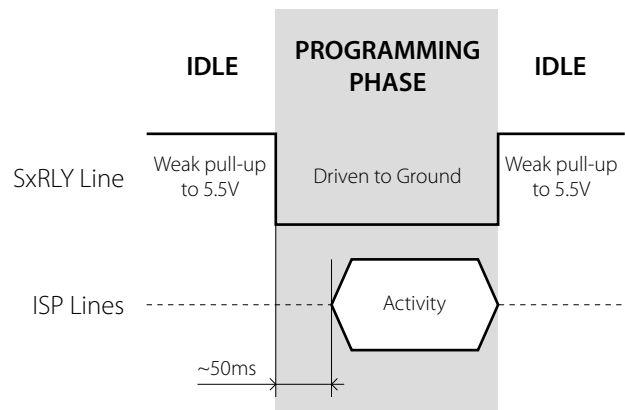 IDLE
PROGRAMMING
PHASE
IDLE
SxRLY Line
Weak pull-up
to 5.5V
Driven to Ground
Weak pull-up
to 5.5V
ISP Lines
Activity
~50ms